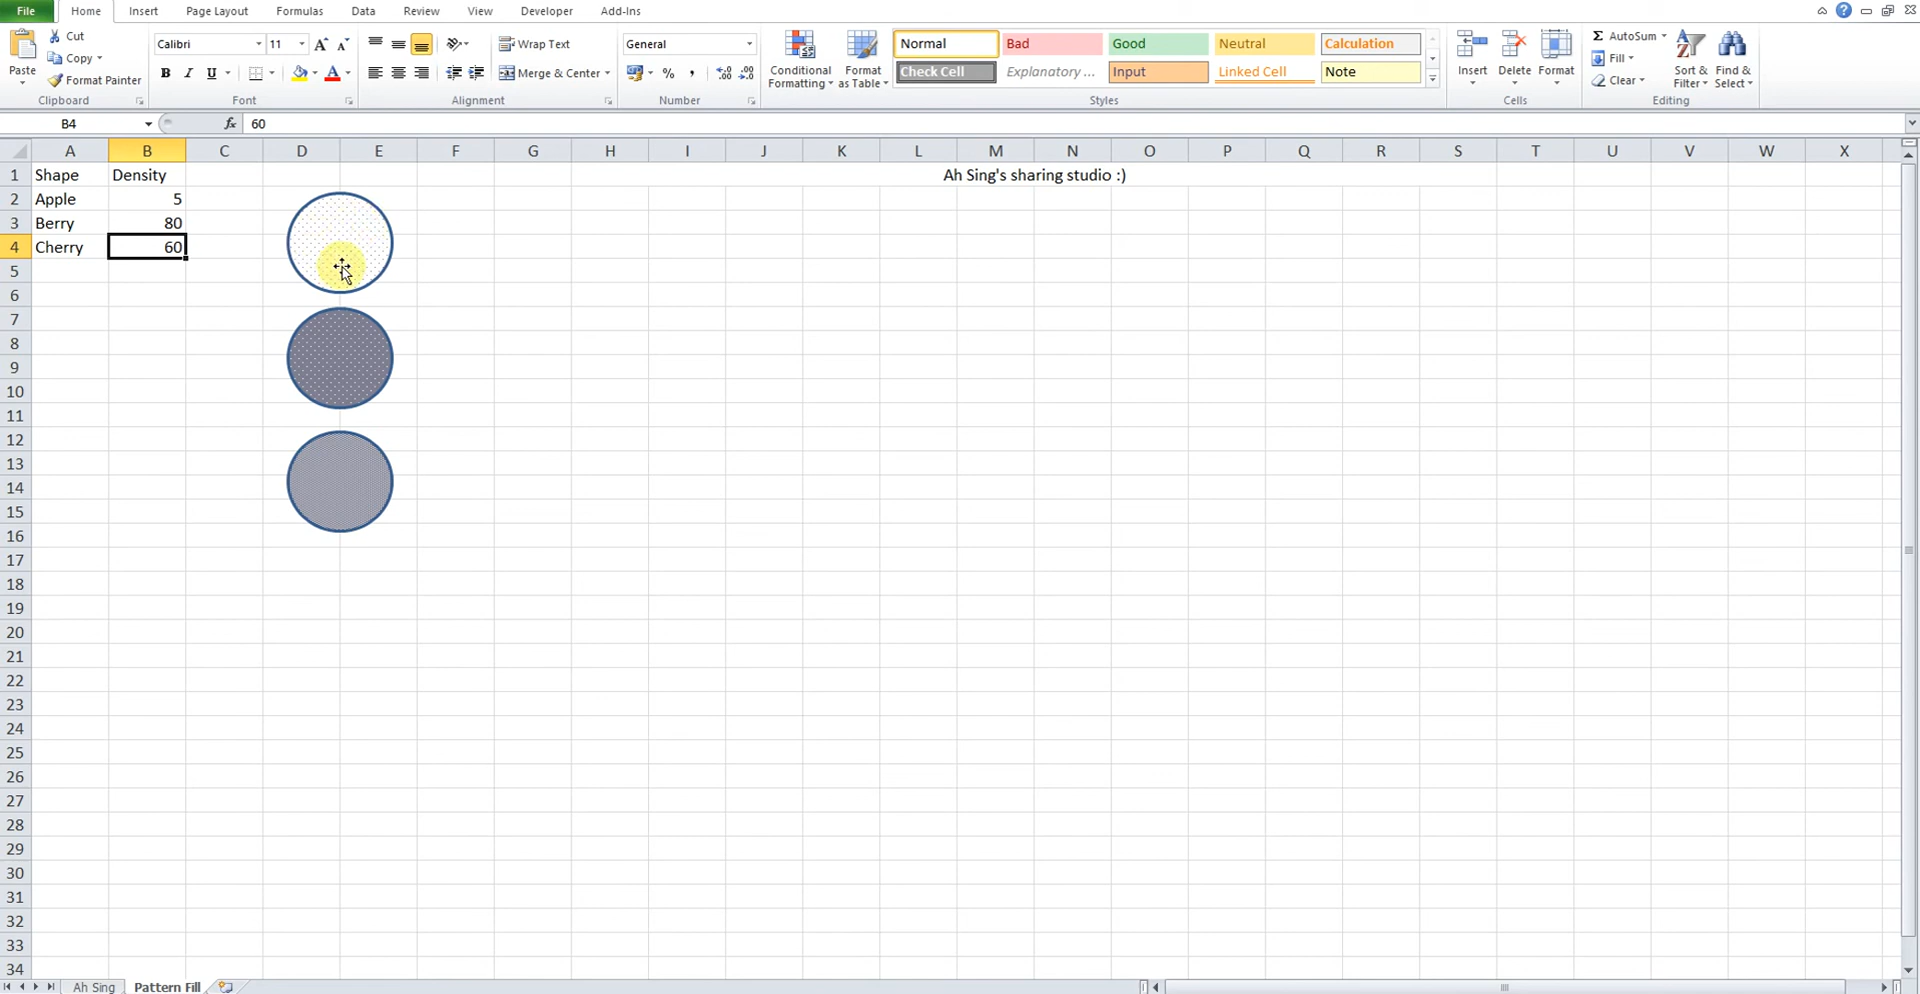 File Home Insert Page Layout Formulas Data Review View Developer Add-Ins
Cut
Copy
Format Painter
Paste
Clipboard
Calibri 11
B I U
Font
Wrap Text
Merge & Center
Alignment
General
%
Number
Conditional Formatting
Format as Table
Normal Bad Good Neutral Calculation
Check Cell Explanatory ... Input Linked Cell Note
Styles
Insert Delete Format
Cells
Σ AutoSum
Fill
Clear
Sort & Filter
Find & Select
Editing
B4 fx 60
A B C D E F G H I J K L M N O P Q R S T U V W X
1 Shape Density Ah Sing's sharing studio :)
2 Apple 5
3 Berry 80
4 Cherry 60
5
6
7
8
9
10
11
12
13
14
15
16
17
18
19
20
21
22
23
24
25
26
27
28
29
30
31
32
33
34
Ah Sing Pattern Fill